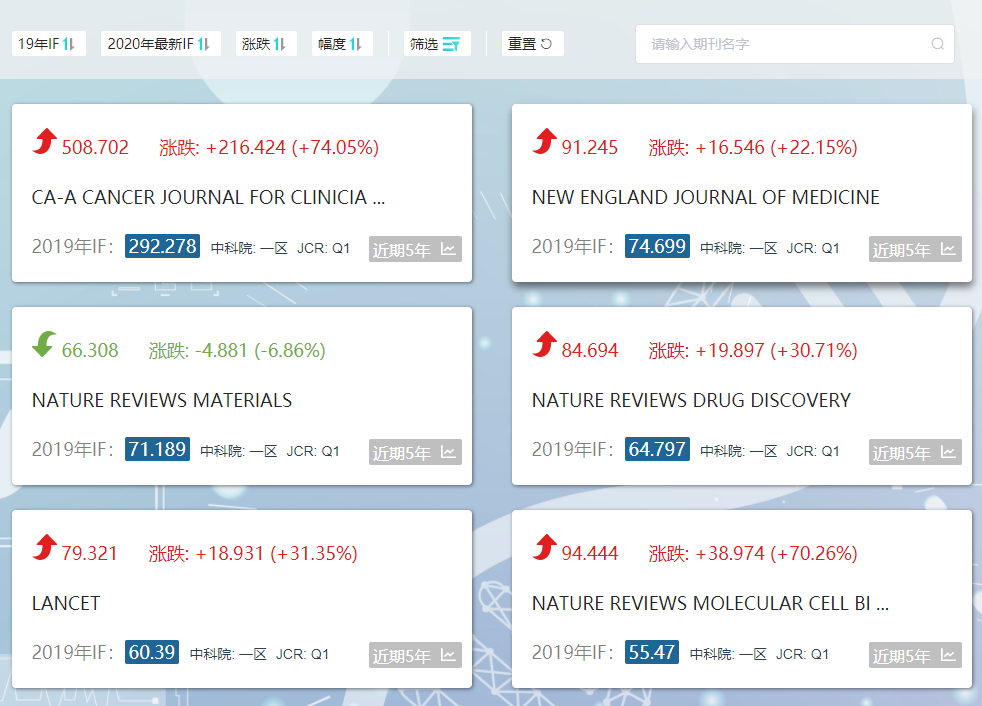 19年IF 2020年最新IF 涨跌 幅度 筛选 重置 请输入期刊名字
508.702 涨跌: +216.424 (+74.05%)
CA-A CANCER JOURNAL FOR CLINICIA ...
2019年IF: 292.278 中科院: 一区 JCR: Q1 近期5年
91.245 涨跌: +16.546 (+22.15%)
NEW ENGLAND JOURNAL OF MEDICINE
2019年IF: 74.699 中科院: 一区 JCR: Q1 近期5年
66.308 涨跌: -4.881 (-6.86%)
NATURE REVIEWS MATERIALS
2019年IF: 71.189 中科院: 一区 JCR: Q1 近期5年
84.694 涨跌: +19.897 (+30.71%)
NATURE REVIEWS DRUG DISCOVERY
2019年IF: 64.797 中科院: 一区 JCR: Q1 近期5年
79.321 涨跌: +18.931 (+31.35%)
LANCET
2019年IF: 60.39 中科院: 一区 JCR: Q1 近期5年
94.444 涨跌: +38.974 (+70.26%)
NATURE REVIEWS MOLECULAR CELL BI ...
2019年IF: 55.47 中科院: 一区 JCR: Q1 近期5年